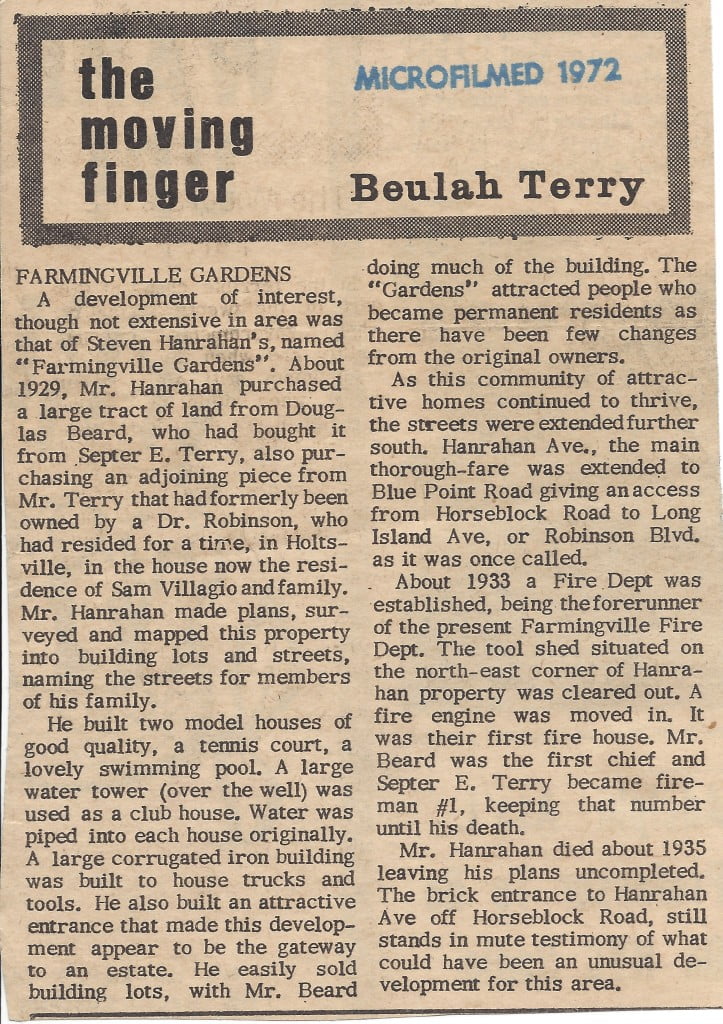 the
moving
finger
MICROFILMED 1972
Beulah Terry
FARMINGVILLE GARDENS
A development of interest,
though not extensive in area was
that of Steven Hanrahan's, named
"Farmingville Gardens". About
1929, Mr. Hanrahan purchased
a large tract of land from Doug-
las Beard, who had bought it
from Septer E. Terry, also pur-
chasing an adjoining piece from
Mr. Terry that had formerly been
owned by a Dr. Robinson, who
had resided for a time, in Holts-
ville, in the house now the resi-
dence of Sam Villagio and family.
Mr. Hanrahan made plans, sur-
veyed and mapped this property
into building lots and streets,
naming the streets for members
of his family.
He built two model houses of
good quality, a tennis court, a
lovely swimming pool. A large
water tower (over the well) was
used as a club house. Water was
piped into each house originally.
A large corrugated iron building
was built to house trucks and
tools. He also built an attractive
entrance that made this develop-
ment appear to be the gateway
to an estate. He easily sold
building lots, with Mr. Beard
doing much of the building. The
"Gardens" attracted people who
became permanent residents as
there have been few changes
from the original owners.
As this community of attrac-
tive homes continued to thrive,
the streets were extended further
south. Hanrahan Ave., the main
thorough-fare was extended to
Blue Point Road giving an access
from Horseblock Road to Long
Island Ave, or Robinson Blvd.
as it was once called.
About 1933 a Fire Dept was
established, being the forerunner
of the present Farmingville Fire
Dept. The tool shed situated on
the north-east corner of Hanra-
han property was cleared out. A
fire engine was moved in. It
was their first fire house. Mr.
Beard was the first chief and
Septer E. Terry became fire-
man #1, keeping that number
until his death.
Mr. Hanrahan died about 1935
leaving his plans uncompleted.
The brick entrance to Hanrahan
Ave off Horseblock Road, still
stands in mute testimony of what
could have been an unusual de-
velopment for this area.